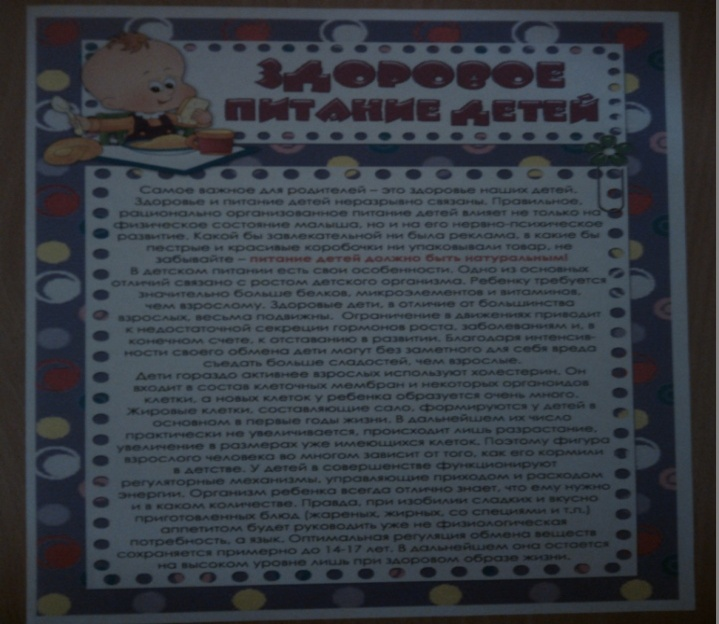 ЗДОРОВОЕ
ПИТАНИЕ ДЕТЕЙ
Самое важное для родителей – это здоровье наших детей.
Здоровье и питание детей неразрывно связаны. Правильное,
рационально организованное питание детей влияет не только на
физическое состояние малыша, но и на его нервно-психическое
развитие. Какой бы завлекательной ни была реклама, в какие бы
пестрые и красивые коробочки ни упаковывали товар, не
забывайте – питание детей должно быть натуральным!
В детском питании есть свои особенности. Одно из основных
отличий связано с ростом детского организма. Ребенку требуется
значительно больше белков, микроэлементов и витаминов,
чем взрослому. Здоровые дети, в отличие от большинства
взрослых, весьма подвижны. Ограничение в движениях приводит
к недостаточной секреции гормонов роста, заболеваниям и, в
конечном счете, к отставанию в развитии. Благодаря интенсив-
ности своего обмена дети могут без заметного для себя вреда
съедать больше сладостей, чем взрослые.
Дети гораздо активнее взрослых используют холестерин. Он
входит в состав клеточных мембран и некоторых органоидов
клетки, а новых клеток у ребенка образуется очень много.
Жировые клетки, составляющие сало, формируются у детей в
основном в первые годы жизни. В дальнейшем их число
практически не увеличивается, происходит лишь разрастание,
увеличение в размерах уже имеющихся клеток. Поэтому фигура
взрослого человека во многом зависит от того, как его кормили
в детстве. У детей в совершенстве функционируют
регуляторные механизмы, управляющие приходом и расходом
энергии. Организм ребенка всегда отлично знает, что ему нужно
и в каком количестве. Правда, при изобилии сладких и вкусно
приготовленных блюд (жареных, жирных, со специями и т.п.)
аппетитом будет руководить уже не физиологическая
потребность, а язык. Оптимальная регуляция обмена веществ
сохраняется примерно до 14-17 лет. В дальнейшем она остается
на высоком уровне лишь при здоровом образе жизни.